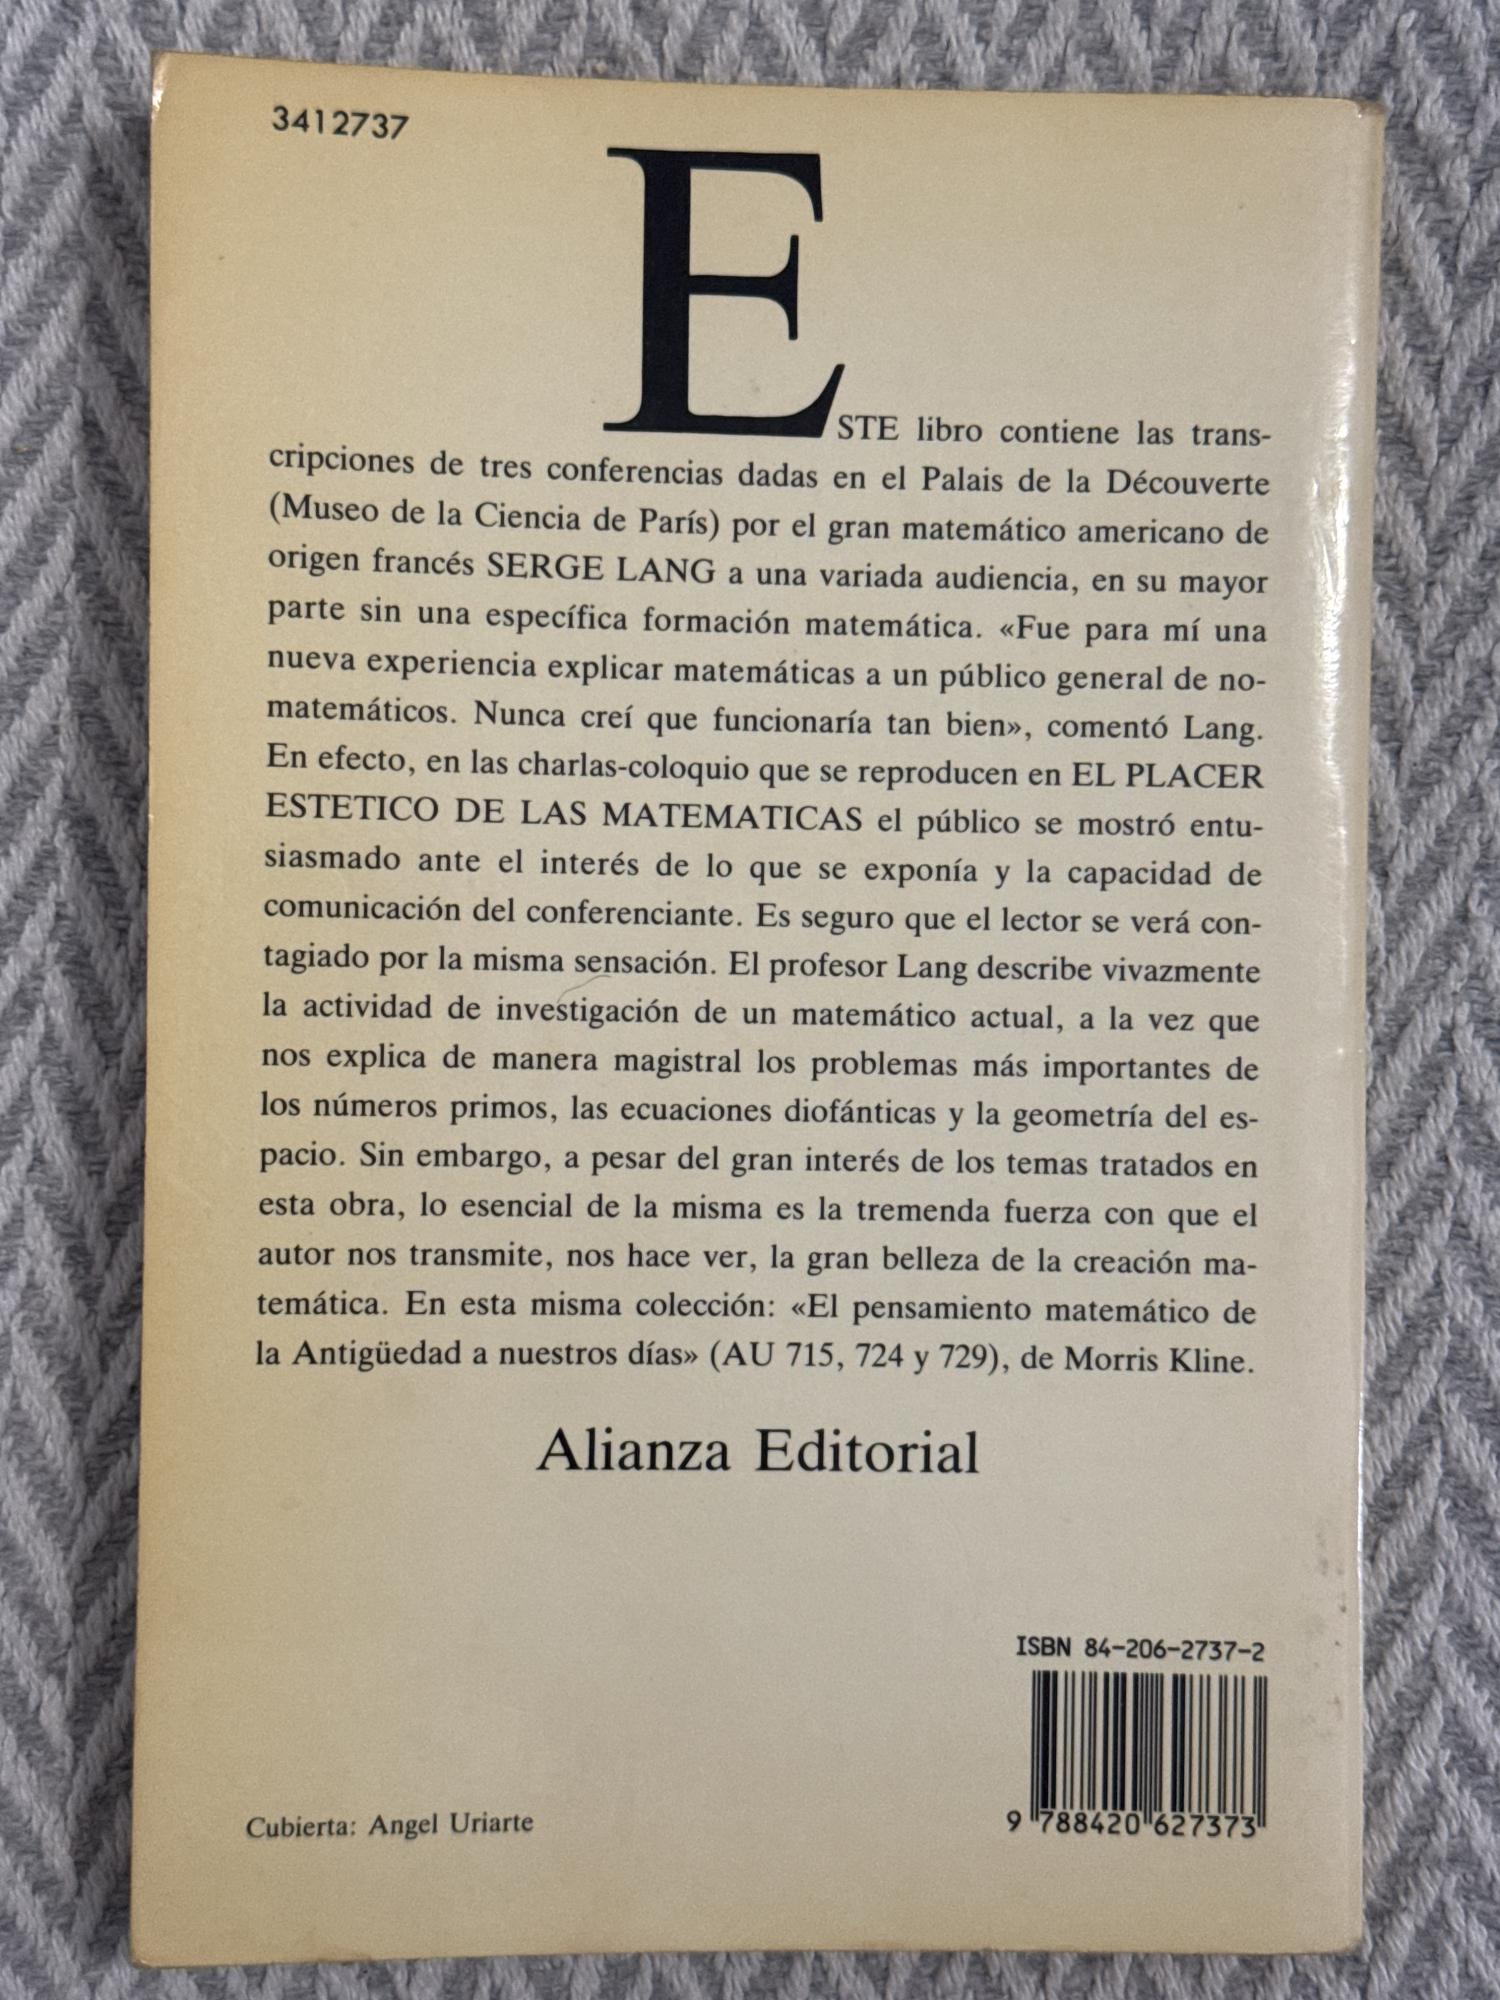 3412737
ESTE libro contiene las trans-
cripciones de tres conferencias dadas en el Palais de la Découverte
(Museo de la Ciencia de París) por el gran matemático americano de
origen francés SERGE LANG a una variada audiencia, en su mayor
parte sin una específica formación matemática. «Fue para mí una
nueva experiencia explicar matemáticas a un público general de no-
matemáticos. Nunca creí que funcionaría tan bien», comentó Lang.
En efecto, en las charlas-coloquio que se reproducen en EL PLACER
ESTETICO DE LAS MATEMATICAS el público se mostró entu-
siasmado ante el interés de lo que se exponía y la capacidad de
comunicación del conferenciante. Es seguro que el lector se verá con-
tagiado por la misma sensación. El profesor Lang describe vivazmente
la actividad de investigación de un matemático actual, a la vez que
nos explica de manera magistral los problemas más importantes de
los números primos, las ecuaciones diofánticas y la geometría del es-
pacio. Sin embargo, a pesar del gran interés de los temas tratados en
esta obra, lo esencial de la misma es la tremenda fuerza con que el
autor nos transmite, nos hace ver, la gran belleza de la creación ma-
temática. En esta misma colección: «El pensamiento matemático de
la Antigüedad a nuestros días» (AU 715, 724 y 729), de Morris Kline.
Alianza Editorial
ISBN 84-206-2737-2
9 788420 627373
Cubierta: Angel Uriarte